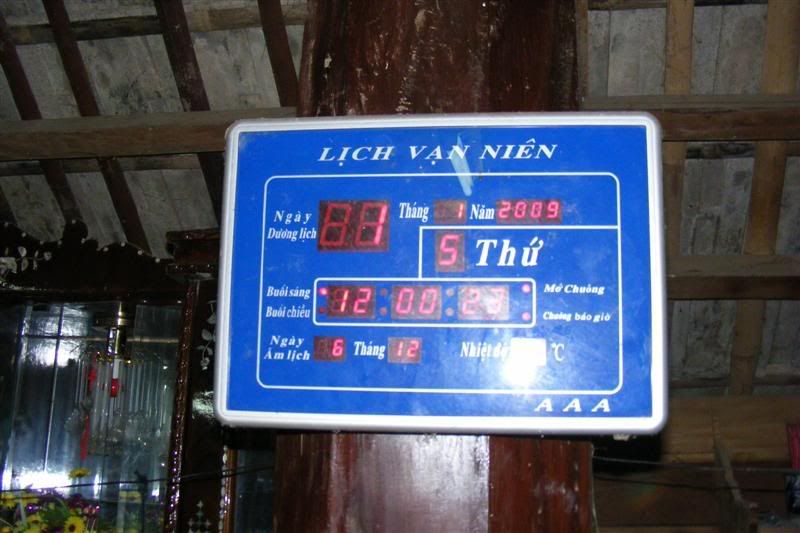 LỊCH VẠN NIÊN
Ngày Dương lịch 01 Tháng 1 Năm 2009
5 Thứ
Buổi sáng 12:00:23 Mở Chuông
Buổi chiều Chuông báo giờ
Ngày Âm lịch 6 Tháng 12 Nhiệt độ °C
AAA